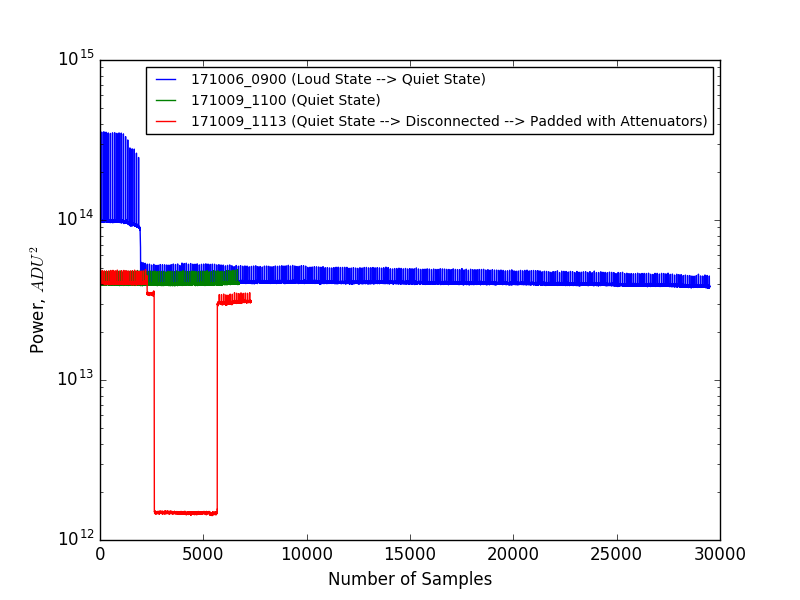 171006_0900 (Loud State --> Quiet State)
171009_1100 (Quiet State)
171009_1113 (Quiet State --> Disconnected --> Padded with Attenuators)
10^15
10^14
10^13
10^12
Power, ADU^2
0 5000 10000 15000 20000 25000 30000
Number of Samples